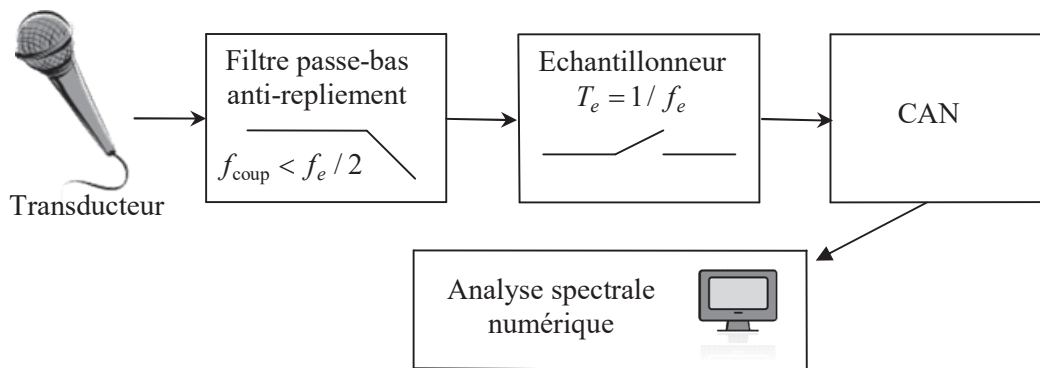 Filtre passe-bas
anti-repliement
f_coup < f_e / 2
Echantillonneur
T_e = 1 / f_e
CAN
Transducteur
Analyse spectrale
numérique